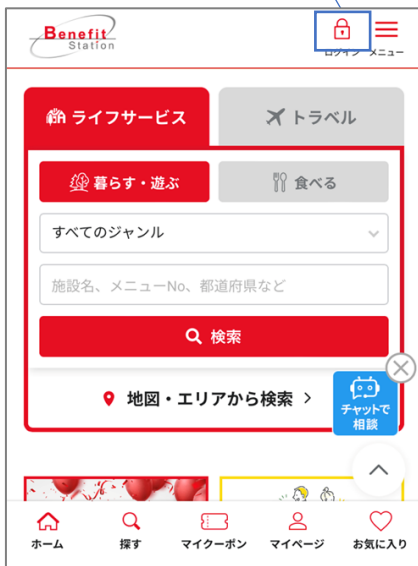 Benefit
Station
ログイン メニュー
ライフサービス
トラベル
暮らす・遊ぶ
食べる
すべてのジャンル
施設名、メニューNo、都道府県など
検索
地図・エリアから検索
チャットで
相談
ホーム
探す
マイクーポン
マイページ
お気に入り